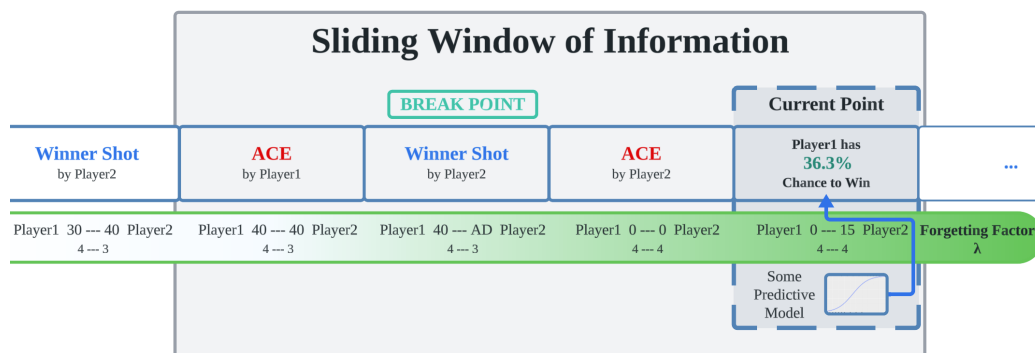 Sliding Window of Information
BREAK POINT
Current Point
Winner Shot
by Player2
ACE
by Player1
Winner Shot
by Player2
ACE
by Player2
Player1 has
36.3%
Chance to Win
...
Player1 30 --- 40 Player2
4 --- 3
Player1 40 --- 40 Player2
4 --- 3
Player1 40 --- AD Player2
4 --- 3
Player1 0 --- 0 Player2
4 --- 4
Player1 0 --- 15 Player2
4 --- 4
Forgetting Factor
λ
Some
Predictive
Model